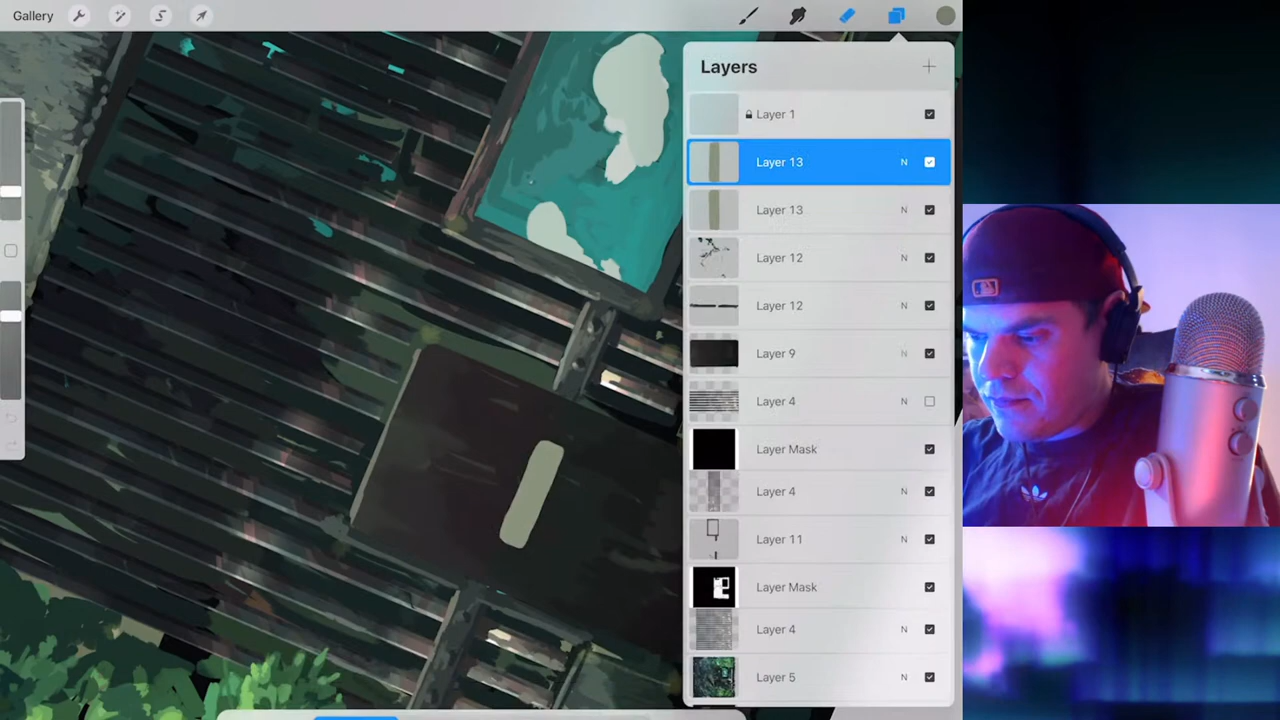 Gallery
Layers
Layer 1
Layer 13 N
Layer 13 N
Layer 12 N
Layer 12 N
Layer 9 N
Layer 4 N
Layer Mask
Layer 4 N
Layer 11 N
Layer Mask
Layer 4 N
Layer 5 N